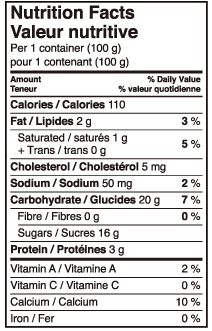 Nutrition Facts
Valeur nutritive
Per 1 container (100 g)
pour 1 contenant (100 g)
Amount % Daily Value
Teneur % valeur quotidienne
Calories / Calories 110
Fat / Lipides 2 g 3 %
Saturated / saturés 1 g
+ Trans / trans 0 g 5 %
Cholesterol / Cholestérol 5 mg
Sodium / Sodium 50 mg 2 %
Carbohydrate / Glucides 20 g 7 %
Fibre / Fibres 0 g 0 %
Sugars / Sucres 16 g
Protein / Protéines 3 g
Vitamin A / Vitamine A 2 %
Vitamin C / Vitamine C 0 %
Calcium / Calcium 10 %
Iron / Fer 0 %